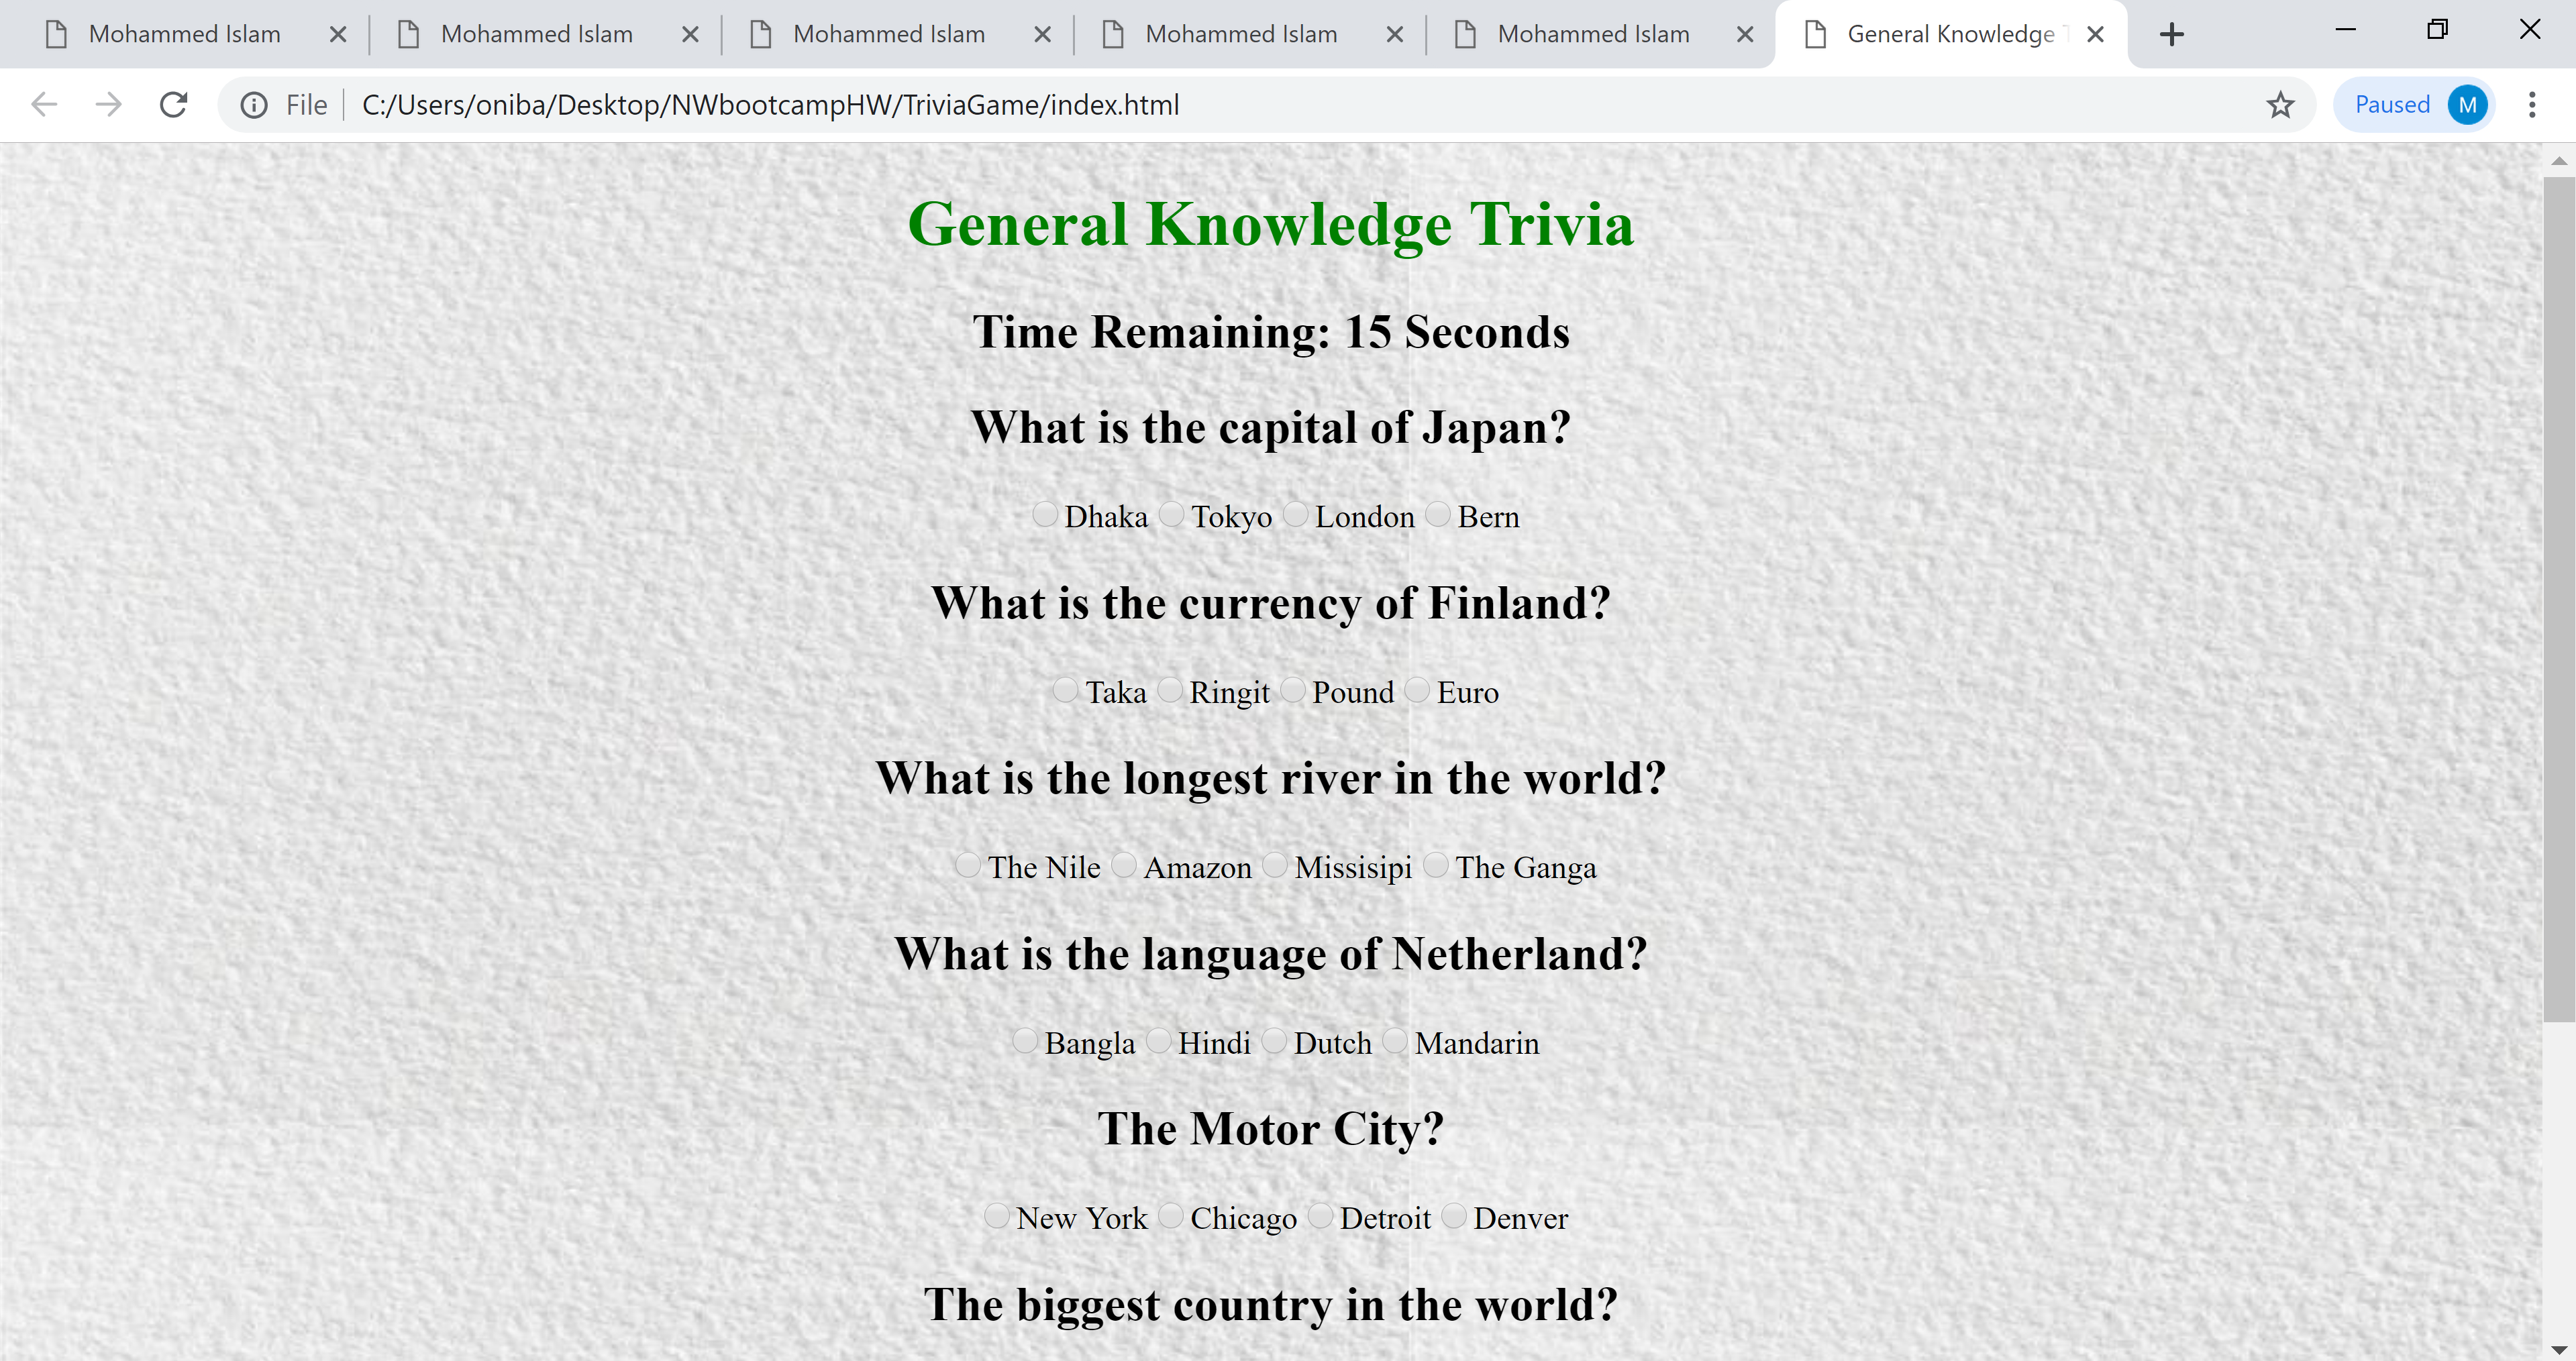 Mohammed Islam Mohammed Islam Mohammed Islam Mohammed Islam Mohammed Islam General Knowledge
File C:/Users/oniba/Desktop/NWbootcampHW/TriviaGame/index.html Paused M
General Knowledge Trivia
Time Remaining: 15 Seconds
What is the capital of Japan?
Dhaka Tokyo London Bern
What is the currency of Finland?
Taka Ringit Pound Euro
What is the longest river in the world?
The Nile Amazon Missisipi The Ganga
What is the language of Netherland?
Bangla Hindi Dutch Mandarin
The Motor City?
New York Chicago Detroit Denver
The biggest country in the world?